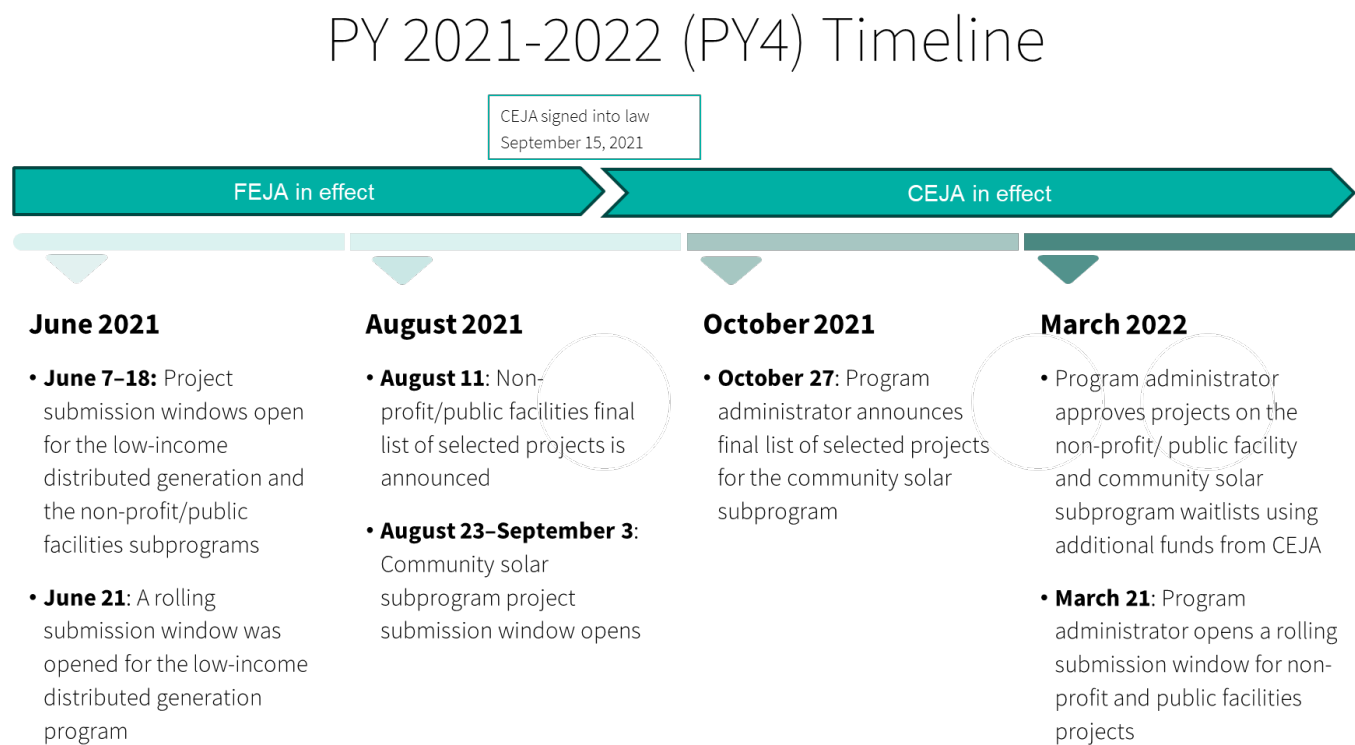 PY 2021-2022 (PY4) Timeline
CEJA signed into law
September 15, 2021
FEJA in effect
CEJA in effect
June 2021
• June 7–18: Project
submission windows open
for the low-income
distributed generation and
the non-profit/public
facilities subprograms
• June 21: A rolling
submission window was
opened for the low-income
distributed generation
program
August 2021
• August 11: Non-
profit/public facilities final
list of selected projects is
announced
• August 23–September 3:
Community solar
subprogram project
submission window opens
October 2021
• October 27: Program
administrator announces
final list of selected projects
for the community solar
subprogram
March 2022
• Program administrator
approves projects on the
non-profit/ public facility
and community solar
subprogram waitlists using
additional funds from CEJA
• March 21: Program
administrator opens a rolling
submission window for non-
profit and public facilities
projects